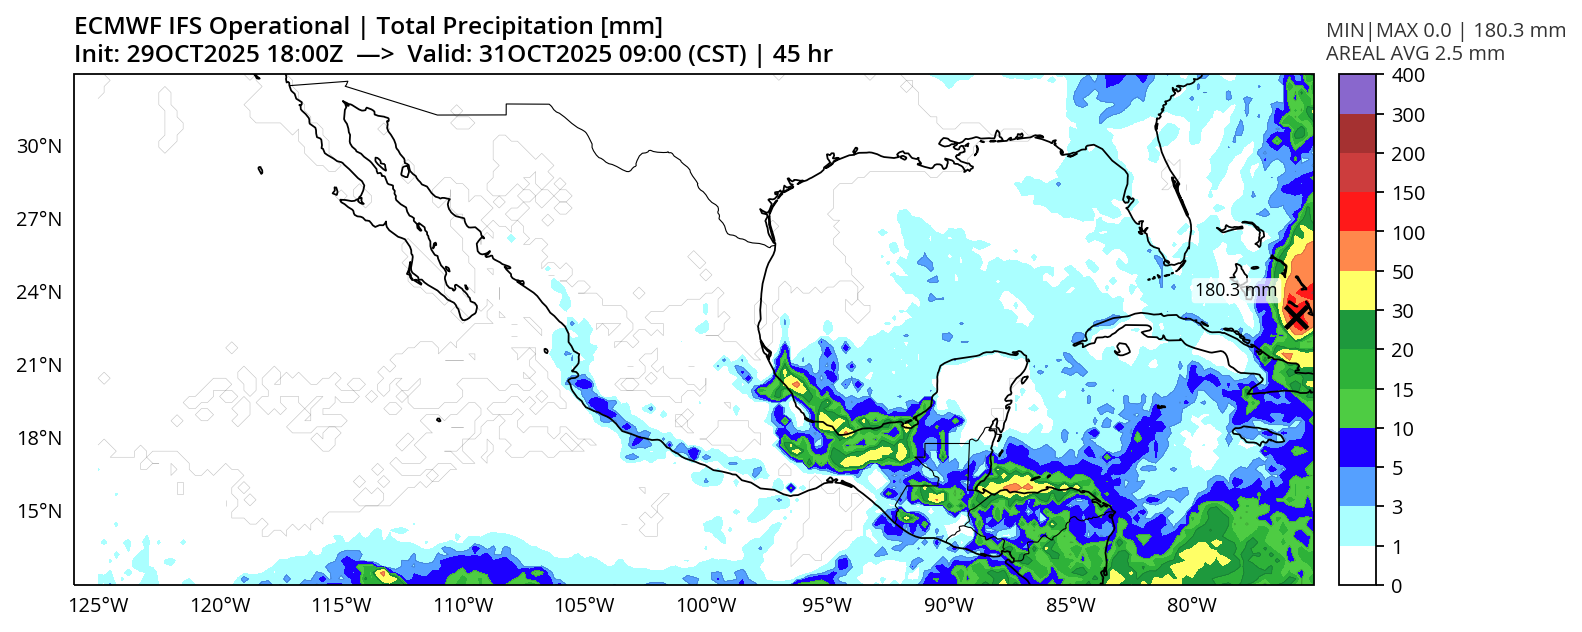 ECMWF IFS Operational | Total Precipitation [mm]
Init: 29OCT2025 18:00Z —> Valid: 31OCT2025 09:00 (CST) | 45 hr
MIN|MAX 0.0 | 180.3 mm
AREAL AVG 2.5 mm
400
300
200
150
100
50
30
20
15
10
5
3
1
0
30°N
27°N
24°N
21°N
18°N
15°N
180.3 mm
125°W
120°W
115°W
110°W
105°W
100°W
95°W
90°W
85°W
80°W